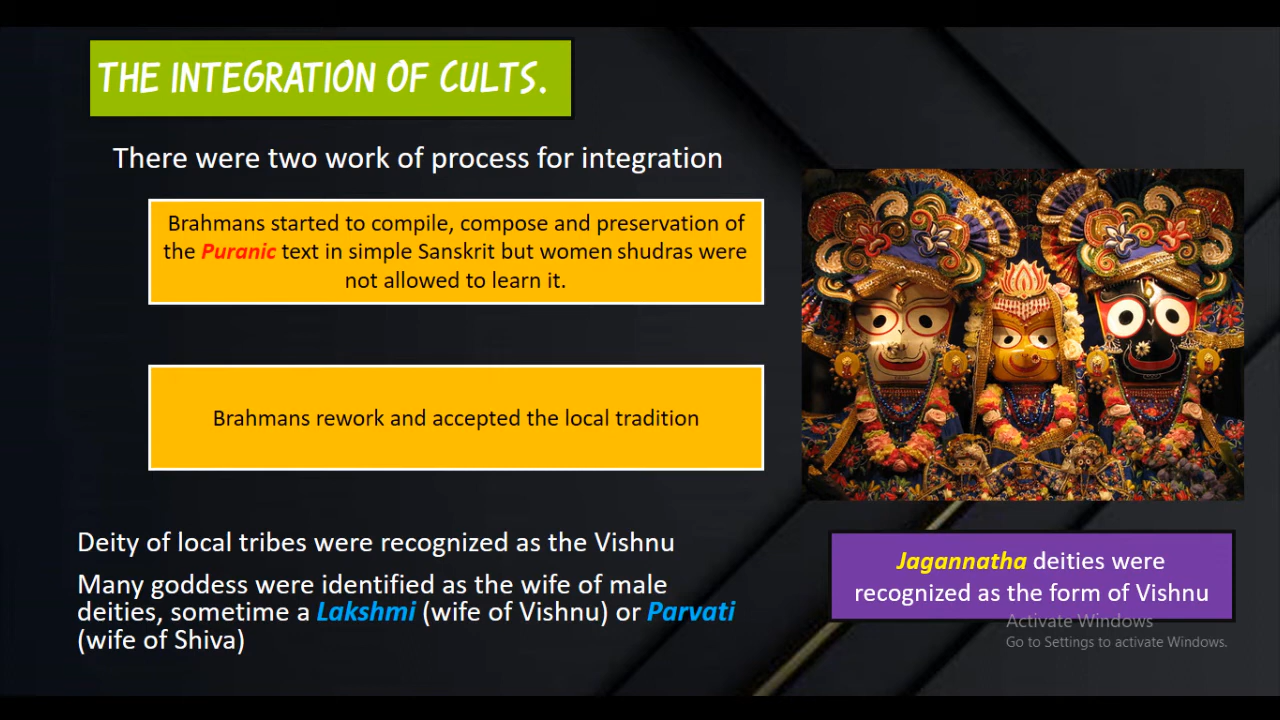 THE INTEGRATION OF CULTS.
There were two work of process for integration
Brahmans started to compile, compose and preservation of
the Puranic text in simple Sanskrit but women shudras were
not allowed to learn it.
Brahmans rework and accepted the local tradition
Deity of local tribes were recognized as the Vishnu
Many goddess were identified as the wife of male
deities, sometime a Lakshmi (wife of Vishnu) or Parvati
(wife of Shiva)
Jagannatha deities were
recognized as the form of Vishnu
Activate Windows
Go to Settings to activate Windows.